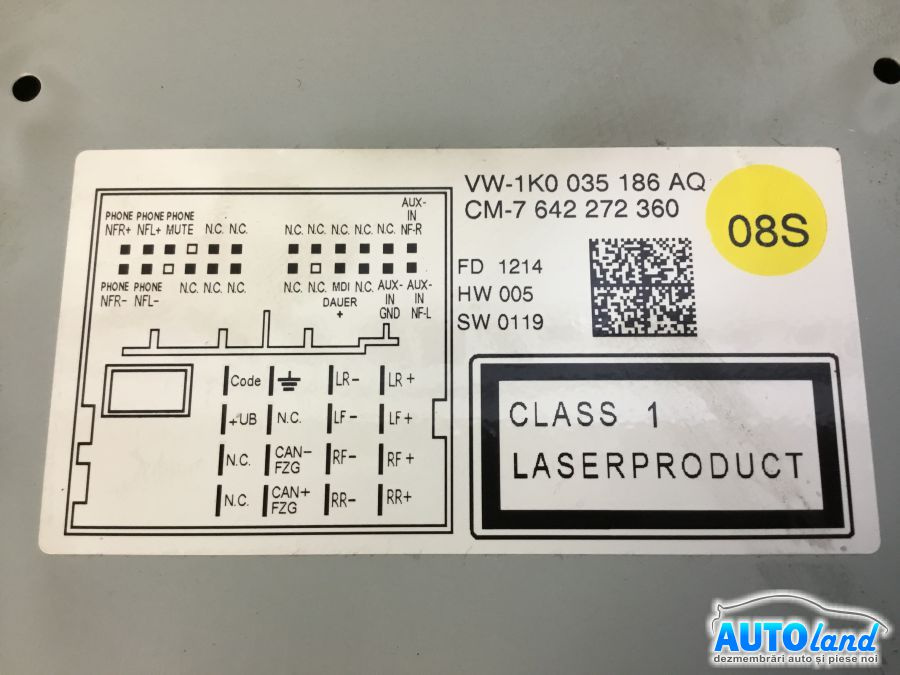 VW-1K0 035 186 AQ
CM-7 642 272 360
08S
FD 1214
HW 005
SW 0119
CLASS 1
LASERPRODUCT
PHONE PHONE PHONE
NFR+ NFL+ MUTE N.C. N.C.
N.C. N.C. N.C. N.C. N.C. AUX-IN NF-R
PHONE PHONE
NFR- NFL- N.C. N.C. N.C.
N.C. N.C. MDI DAUER + N.C. AUX-IN GND AUX-IN NF-L
Code LR- LR+
+UB N.C. LF- LF+
N.C. CAN- FZG RF- RF+
N.C. CAN+ FZG RR- RR+
AUTOland
dezmembrări auto și piese noi